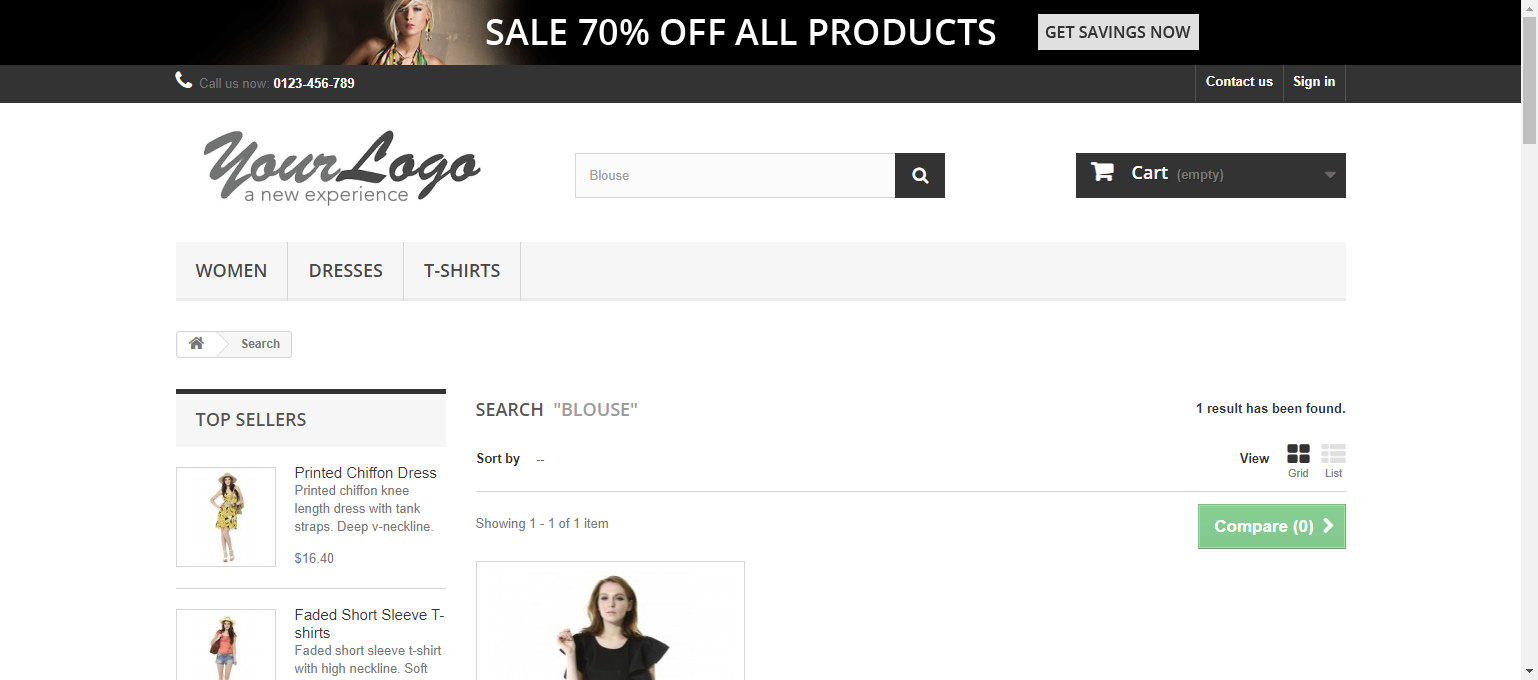 SALE 70% OFF ALL PRODUCTS
GET SAVINGS NOW
Call us now: 0123-456-789
Contact us
Sign in
YourLogo
a new experience
Blouse
Cart (empty)
WOMEN
DRESSES
T-SHIRTS
Search
TOP SELLERS
Printed Chiffon Dress
Printed chiffon knee
length dress with tank
straps. Deep v-neckline.
$16.40
Faded Short Sleeve T-
shirts
Faded short sleeve t-shirt
with high neckline. Soft
SEARCH "BLOUSE"
1 result has been found.
Sort by --
View
Grid
List
Showing 1 - 1 of 1 item
Compare (0)